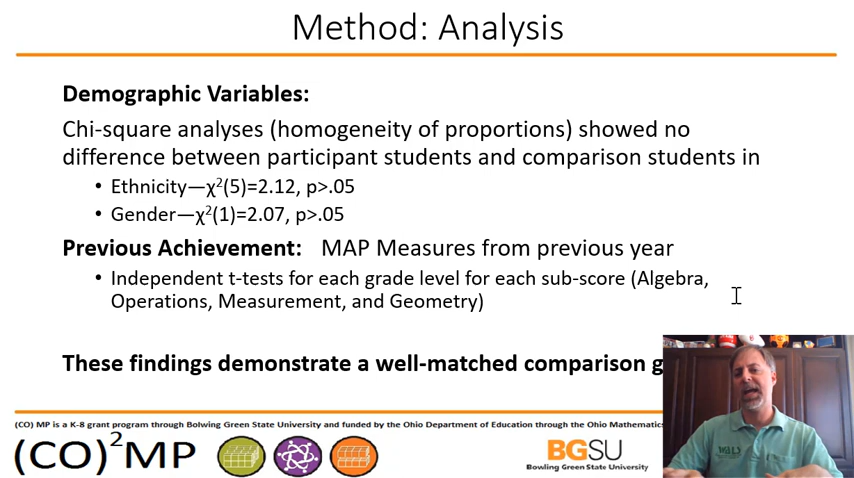 Method: Analysis
Demographic Variables:
Chi-square analyses (homogeneity of proportions) showed no
difference between participant students and comparison students in
• Ethnicity—χ²(5)=2.12, p>.05
• Gender—χ²(1)=2.07, p>.05
Previous Achievement: MAP Measures from previous year
• Independent t-tests for each grade level for each sub-score (Algebra,
Operations, Measurement, and Geometry)
These findings demonstrate a well-matched comparison g
(CO) MP is a K-8 grant program through Bolwing Green State University and funded by the Ohio Department of Education through the Ohio Mathematics
(CO)²MP
BGSU
Bowling Green State University